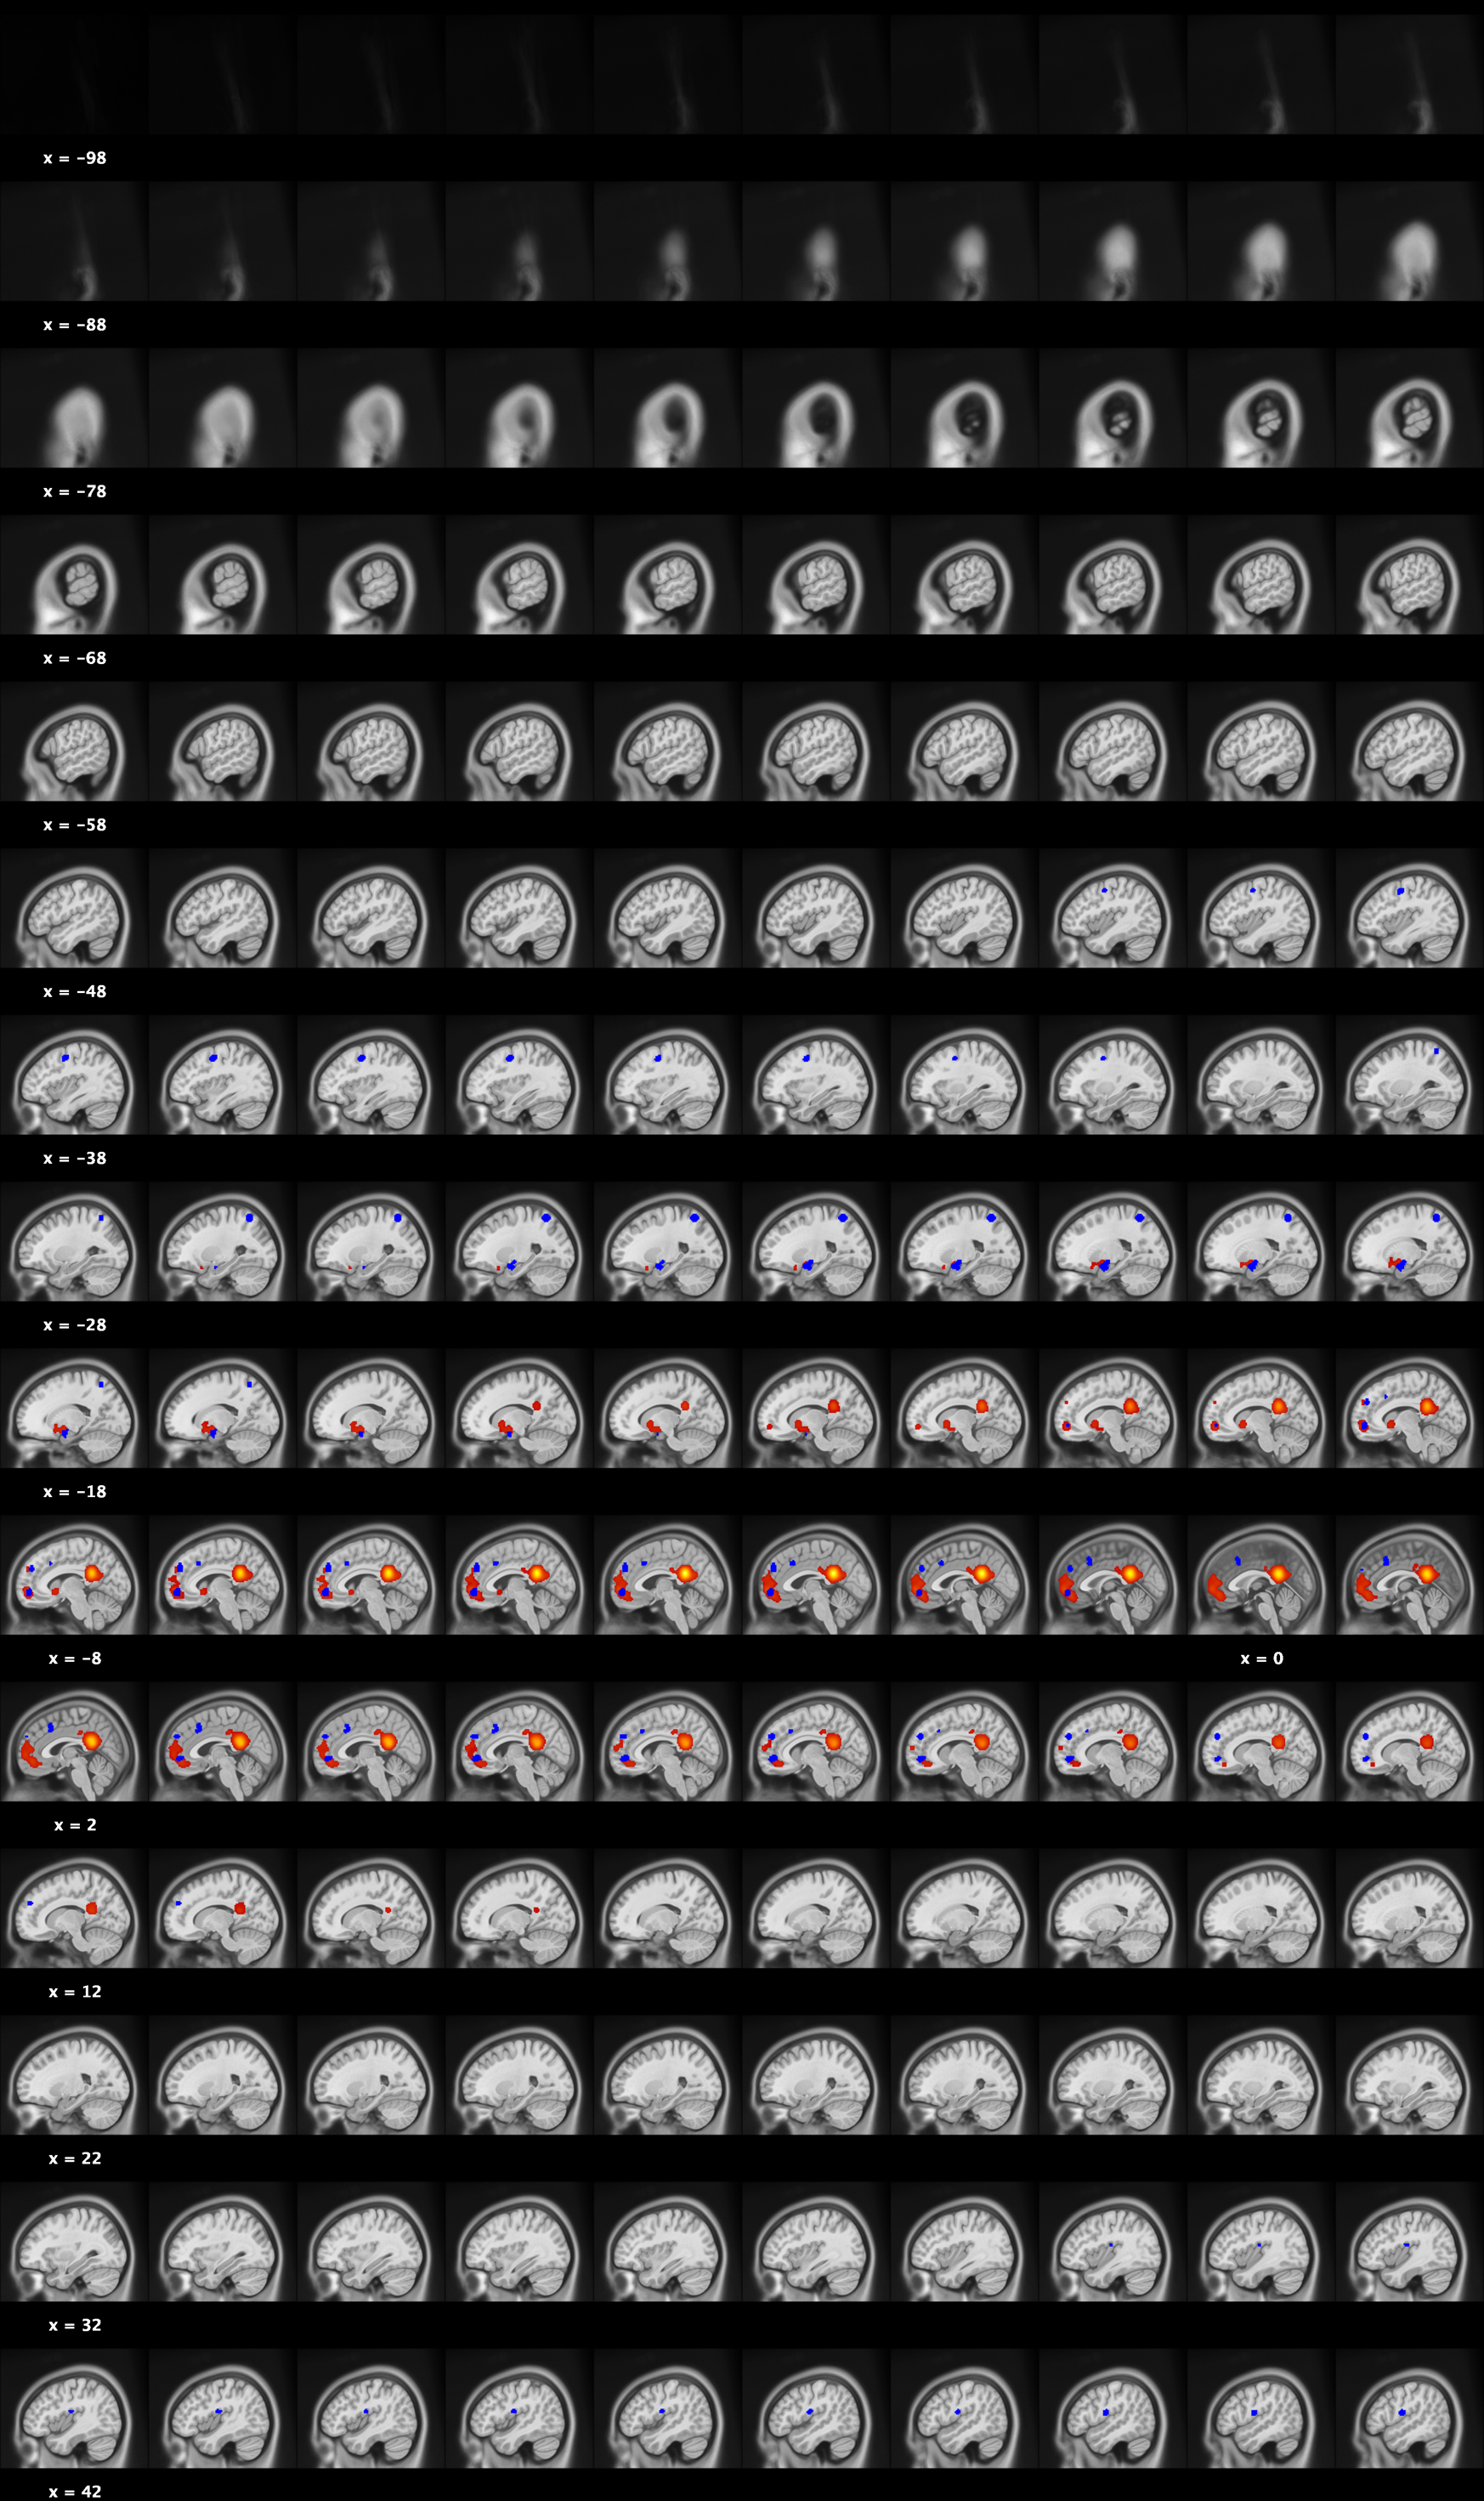 x = –98
x = –88
x = –78
x = –68
x = –58
x = –48
x = –38
x = –28
x = –18
x = –8 x = 0
x = 2
x = 12
x = 22
x = 32
x = 42